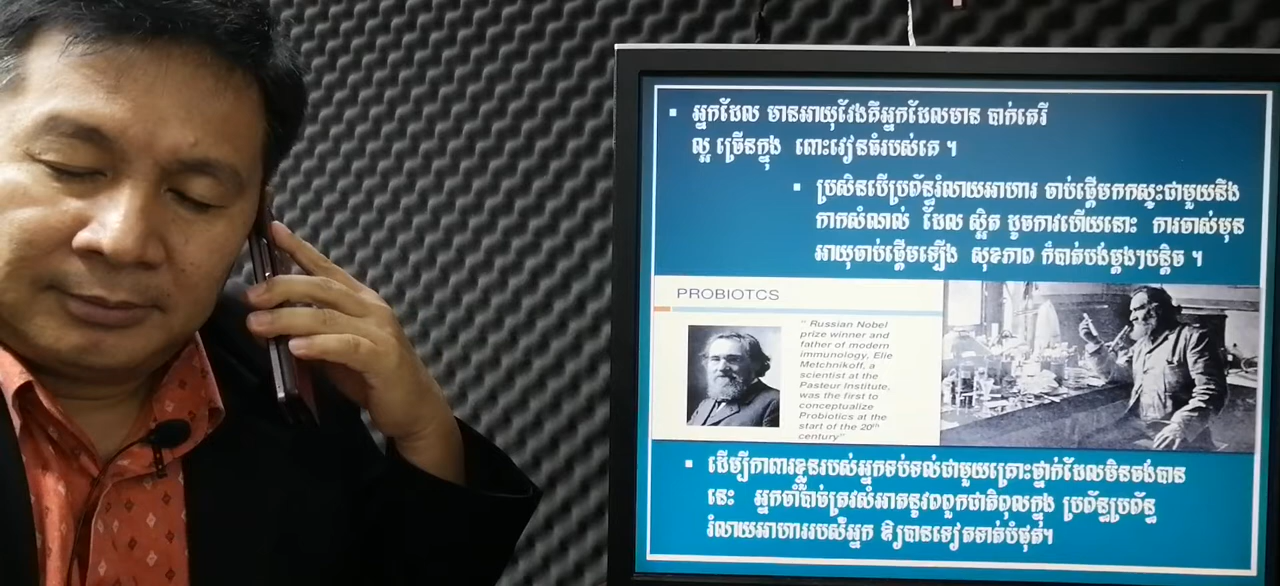 អ្នកដែល មានអាយុវែងគឺអ្នកដែលមាន បាក់តេរី
ល្អ ច្រើនក្នុង ពោះវៀនធំរបស់គេ ។
ប្រសិនបើប្រព័ន្ធរំលាយអាហារ ចាប់ផ្តើមកកស្ទះជាមួយនឹង
កាកសំណល់ ដែល ស្អិត ដូចកាវហើយនោះ ការចាស់មុន
អាយុចាប់ផ្តើមឡើង សុខភាព ក៏បាត់បង់ម្តងៗបន្តិច ។
PROBIOTCS
“ Russian Nobel
prize winner and
father of modern
immunology, Elie
Metchnikoff, a
scientist at the
Pasteur Institute,
was the first to
conceptualize
Probiotics at the
start of the 20th
century”
ដើម្បីការពារខ្លួនរបស់អ្នកទប់ទល់ជាមួយគ្រោះថ្នាក់ដែលមិនចង់បាន
នេះ អ្នកចាំបាច់ត្រូវសំអាតនូវពពួកជាតិពុលក្នុង ប្រព័ន្ធប្រព័ន្ធ
រំលាយអាហាររបស់អ្នក ឱ្យបានទៀតទាត់បំផុត។